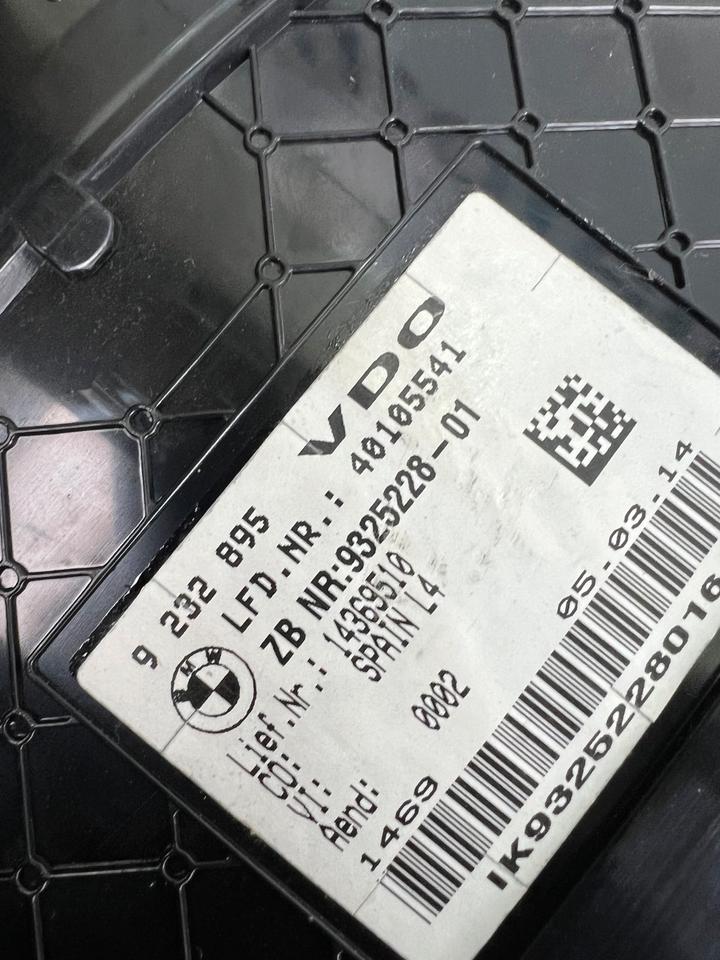 VDO
9 232 895
LFD.NR.: 40105541
ZB NR:9325228-01
BMW
Lief.Nr.: 14369510
CO: SPAIN L4
VI:
Aend: 0002
05.03.14
1469
IK9325228016